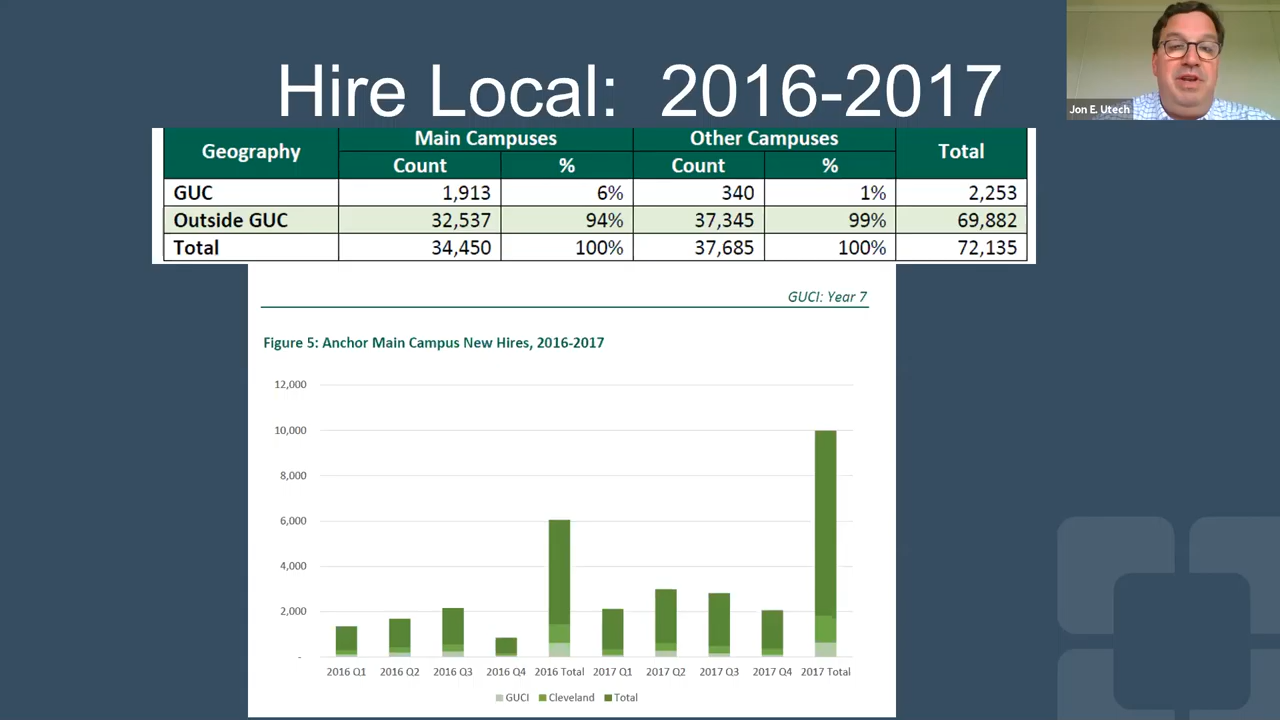 Hire Local: 2016-2017
Jon E. Utech
Geography Main Campuses Other Campuses Total
Count % Count %
GUC 1,913 6% 340 1% 2,253
Outside GUC 32,537 94% 37,345 99% 69,882
Total 34,450 100% 37,685 100% 72,135
GUCI: Year 7
Figure 5: Anchor Main Campus New Hires, 2016-2017
12,000
10,000
8,000
6,000
4,000
2,000
-
2016 Q1 2016 Q2 2016 Q3 2016 Q4 2016 Total 2017 Q1 2017 Q2 2017 Q3 2017 Q4 2017 Total
GUCI Cleveland Total